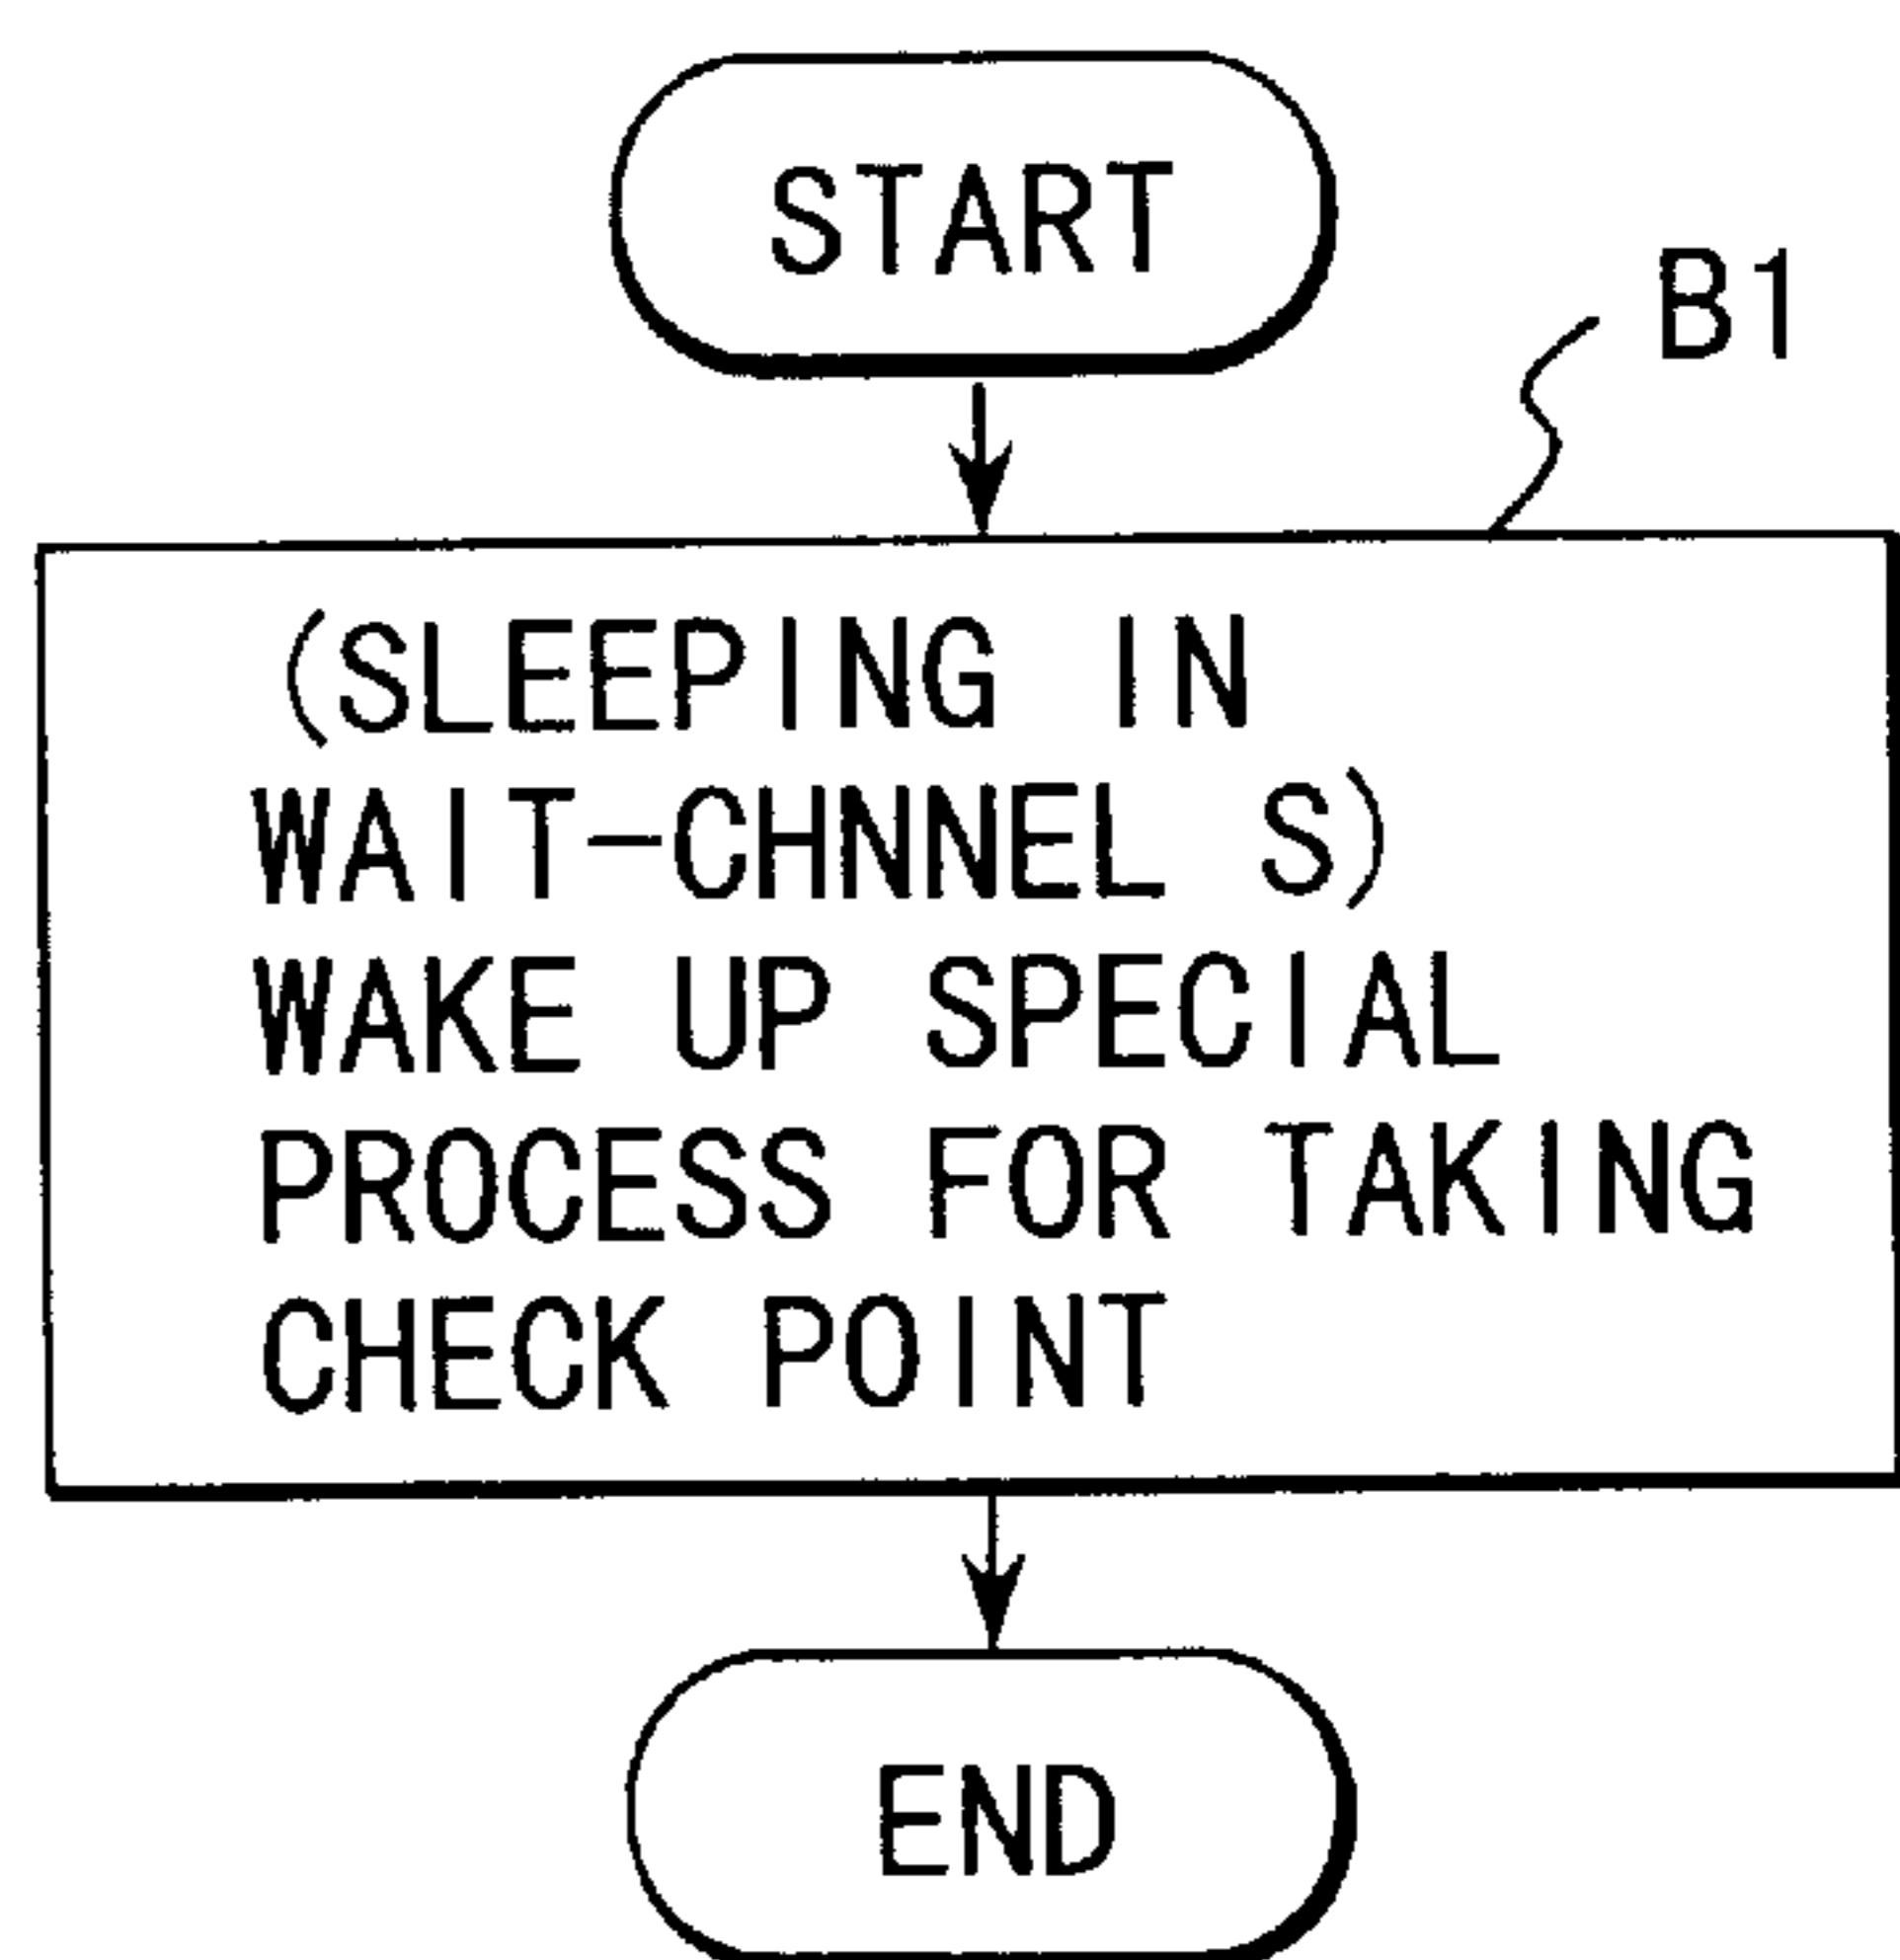 START
B1
(SLEEPING IN
WAIT-CHNNEL S)
WAKE UP SPECIAL
PROCESS FOR TAKING
CHECK POINT
END